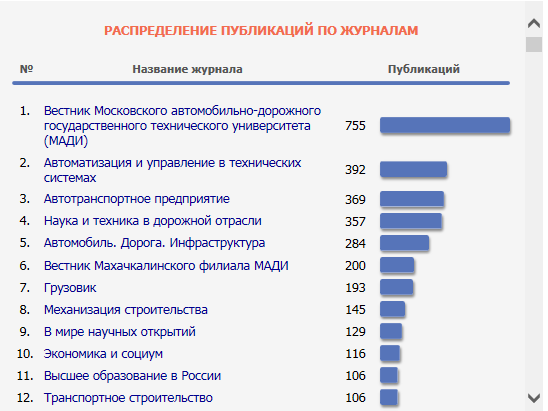 РАСПРЕДЕЛЕНИЕ ПУБЛИКАЦИЙ ПО ЖУРНАЛАМ
№ Название журнала Публикаций
1. Вестник Московского автомобильно-дорожного
государственного технического университета 755
(МАДИ)
2. Автоматизация и управление в технических
системах 392
3. Автотранспортное предприятие 369
4. Наука и техника в дорожной отрасли 357
5. Автомобиль. Дорога. Инфраструктура 284
6. Вестник Махачкалинского филиала МАДИ 200
7. Грузовик 193
8. Механизация строительства 145
9. В мире научных открытий 129
10. Экономика и социум 116
11. Высшее образование в России 106
12. Транспортное строительство 106